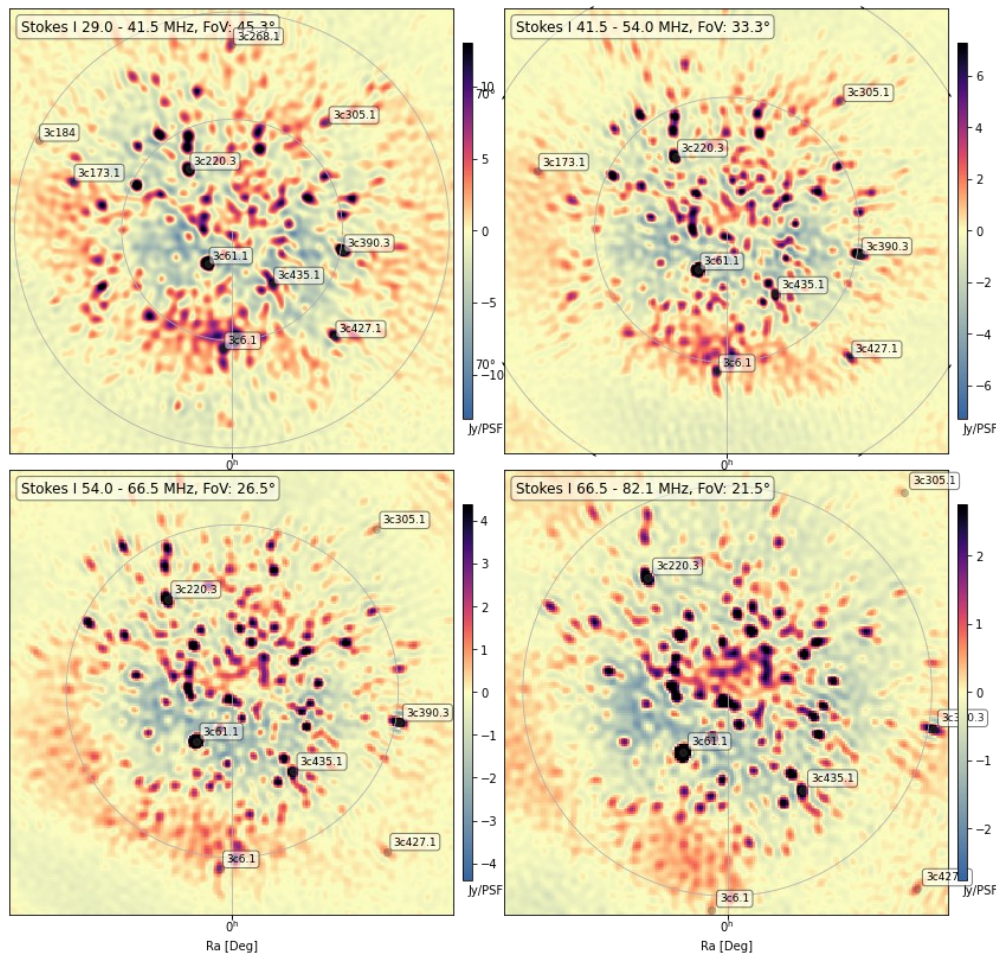 Stokes I 29.0 - 41.5 MHz, FoV: 45.3°
3c268.1
3c305.1
3c184
3c173.1
3c220.3
3c390.3
3c61.1
3c435.1
3c427.1
3c6.1
0ʰ
10
70°
5
0
−5
70°
−10
Jy/PSF
Stokes I 41.5 - 54.0 MHz, FoV: 33.3°
3c305.1
3c220.3
3c173.1
3c390.3
3c61.1
3c435.1
3c427.1
3c6.1
0ʰ
6
4
2
0
−2
−4
−6
Jy/PSF
Stokes I 54.0 - 66.5 MHz, FoV: 26.5°
3c305.1
3c220.3
3c390.3
3c61.1
3c435.1
3c427.1
3c6.1
0ʰ
Ra [Deg]
4
3
2
1
0
−1
−2
−3
−4
Jy/PSF
Stokes I 66.5 - 82.1 MHz, FoV: 21.5°
3c305.1
3c220.3
0.3
3c61.1
3c435.1
3c427
3c6.1
0ʰ
Ra [Deg]
2
1
0
−1
−2
Jy/PSF